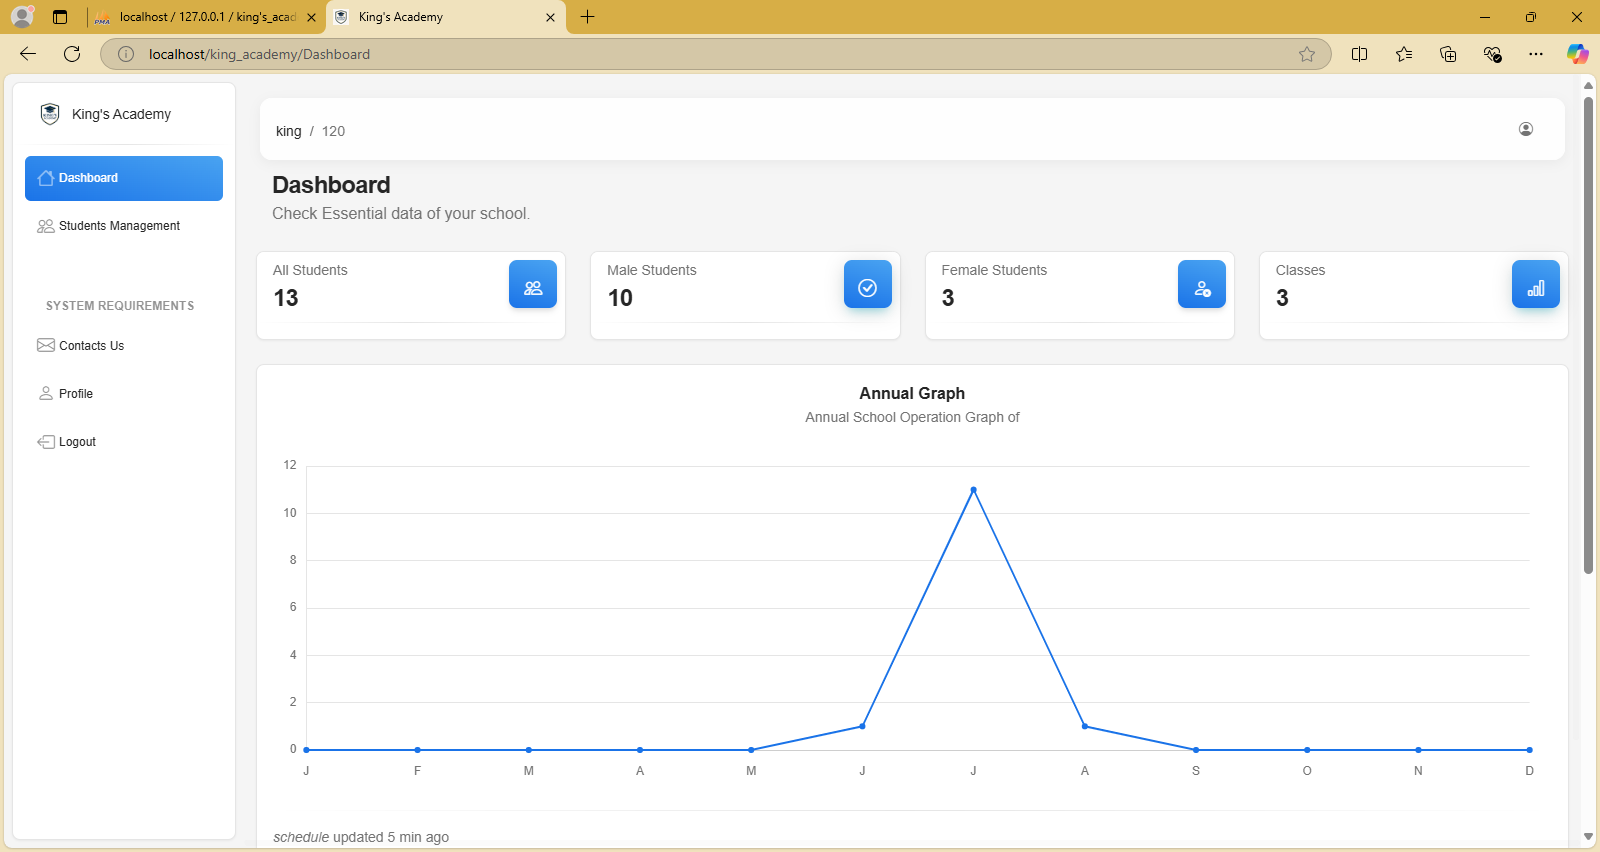 localhost / 127.0.0.1 / king's_acad
King's Academy
localhost/king_academy/Dashboard
King's Academy
Dashboard
Students Management
SYSTEM REQUIREMENTS
Contacts Us
Profile
Logout
king / 120
Dashboard
Check Essential data of your school.
All Students
13
Male Students
10
Female Students
3
Classes
3
Annual Graph
Annual School Operation Graph of
12
10
8
6
4
2
0
J F M A M J J A S O N D
schedule updated 5 min ago